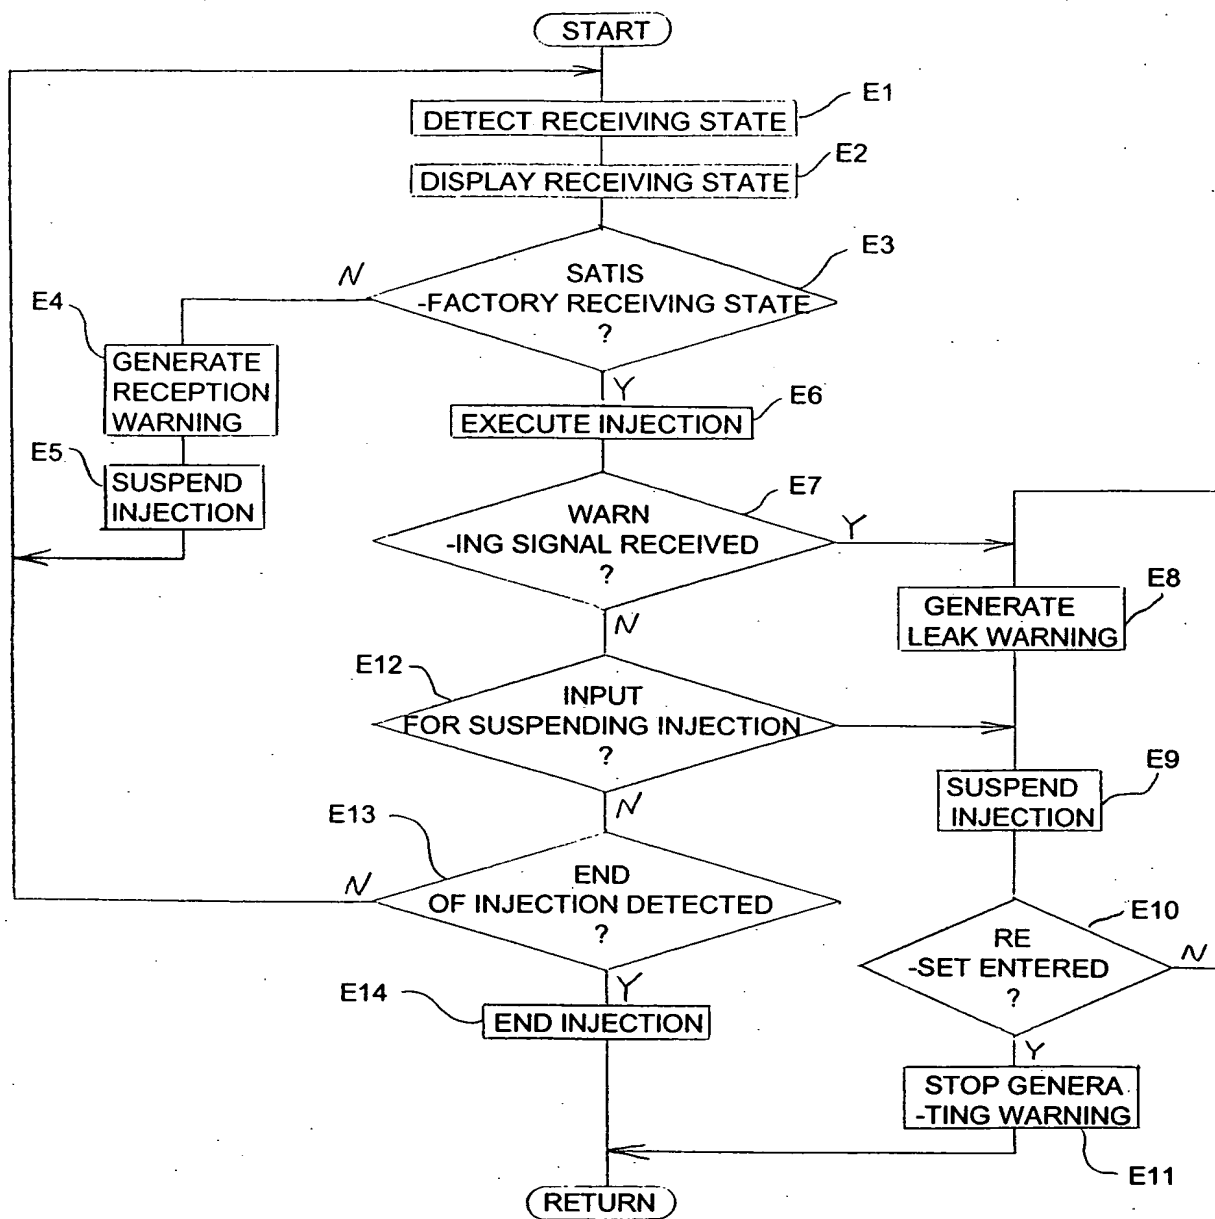 START
E1
DETECT RECEIVING STATE
E2
DISPLAY RECEIVING STATE
E3
SATIS
-FACTORY RECEIVING STATE
?
N
E4
GENERATE
RECEPTION
WARNING
Y
E6
EXECUTE INJECTION
E5
SUSPEND
INJECTION
E7
WARN
-ING SIGNAL RECEIVED
?
Y
N
E8
GENERATE
LEAK WARNING
E12
INPUT
FOR SUSPENDING INJECTION
?
N
E9
SUSPEND
INJECTION
E13
END
OF INJECTION DETECTED
?
N
Y
E10
RE
-SET ENTERED
?
N
Y
E14
END INJECTION
STOP GENERA
-TING WARNING
E11
RETURN